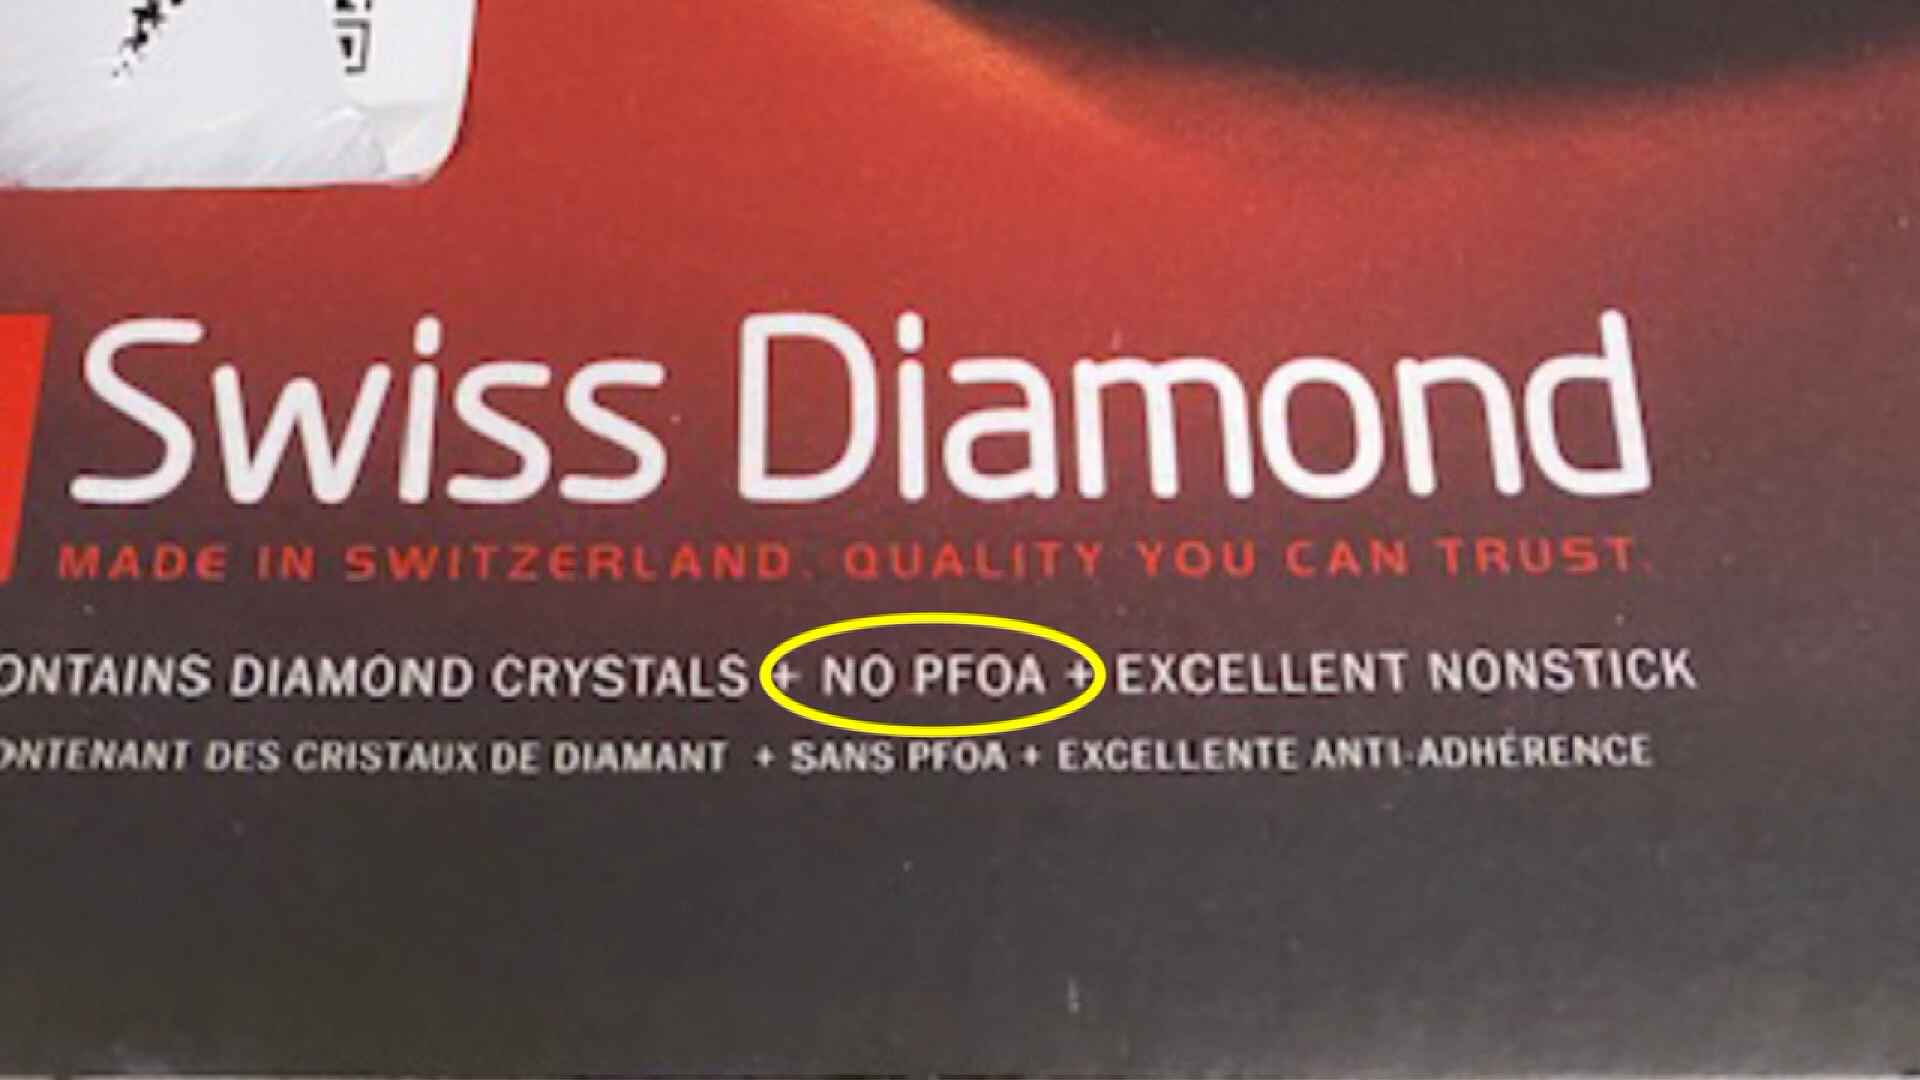 Swiss Diamond
MADE IN SWITZERLAND. QUALITY YOU CAN TRUST.
ONTAINS DIAMOND CRYSTALS + NO PFOA + EXCELLENT NONSTICK
ONTENANT DES CRISTAUX DE DIAMANT + SANS PFOA + EXCELLENTE ANTI-ADHÉRENCE